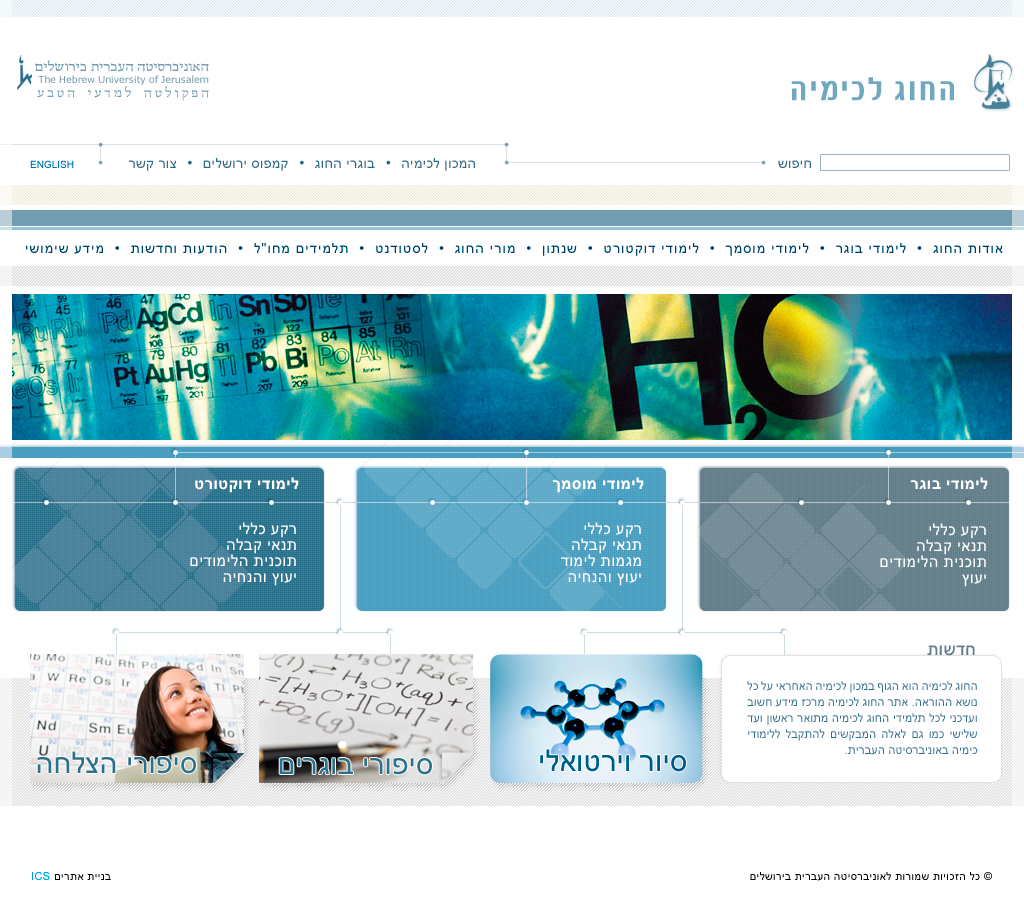 החוג לכימיה
האוניברסיטה העברית בירושלים
The Hebrew University of Jerusalem
הפקולטה למדעי הטבע
חיפוש
המכון לכימיה • בוגרי החוג • קמפוס ירושלים • צור קשר
ENGLISH
אודות החוג • לימודי בוגר • לימודי מוסמך • לימודי דוקטורט • שנתון • מורי החוג • לסטודנט • תלמידים מחו"ל • הודעות וחדשות • מידע שימושי
Ag Cd In Sn Sb
Pt Au Hg Tl Pb Bi Po At Rn
H2O
לימודי בוגר
רקע כללי
תנאי קבלה
תוכנית הלימודים
יעוץ
לימודי מוסמך
רקע כללי
תנאי קבלה
מגמות לימוד
יעוץ והנחיה
לימודי דוקטורט
רקע כללי
תנאי קבלה
תוכנית הלימודים
יעוץ והנחיה
חדשות
החוג לכימיה הוא הגוף במכון לכימיה האחראי על כל
נושא ההוראה. אתר החוג לכימיה מרכז מידע חשוב
ועדכני לכל תלמידי החוג לכימיה מתואר ראשון ועד
שלישי כמו גם לאלה המבקשים להתקבל ללימודי
כימיה באוניברסיטה העברית.
סיור וירטואלי
סיפורי בוגרים
סיפורי הצלחה
© כל הזכויות שמורות לאוניברסיטה העברית בירושלים
בניית אתרים ICS